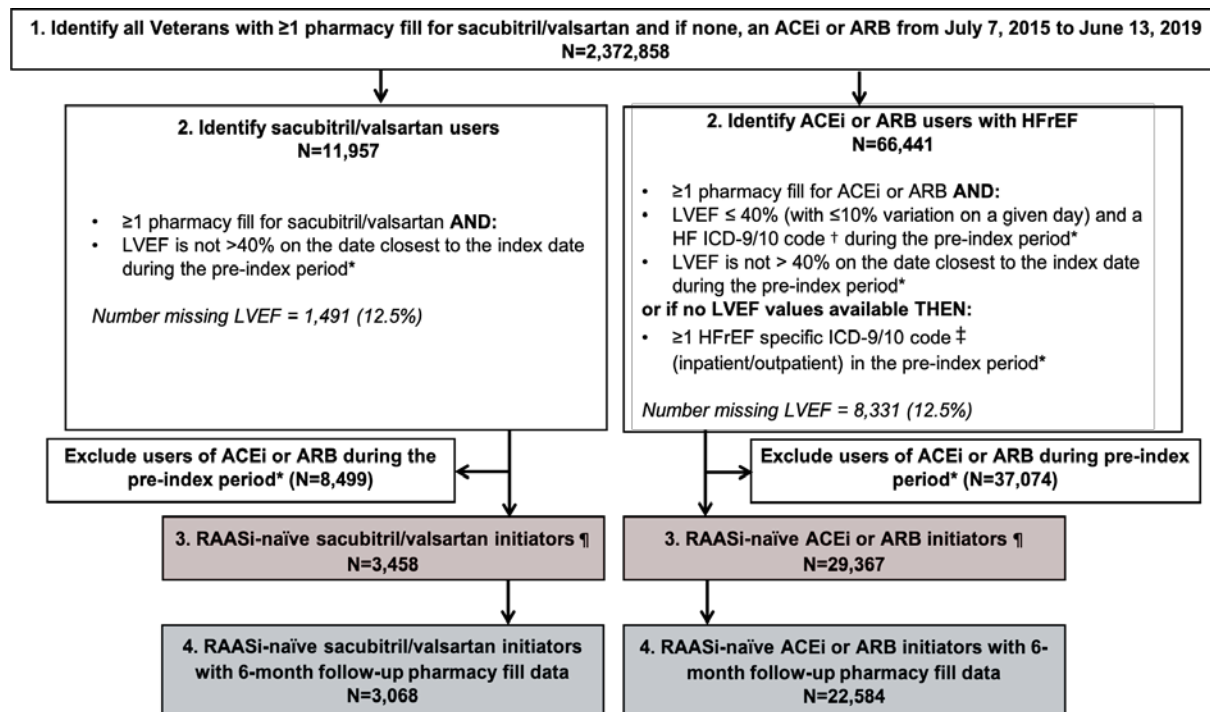 1. Identify all Veterans with ≥1 pharmacy fill for sacubitril/valsartan and if none, an ACEi or ARB from July 7, 2015 to June 13, 2019
N=2,372,858
2. Identify sacubitril/valsartan users
N=11,957
• ≥1 pharmacy fill for sacubitril/valsartan AND:
• LVEF is not >40% on the date closest to the index date
during the pre-index period*
Number missing LVEF = 1,491 (12.5%)
2. Identify ACEi or ARB users with HFrEF
N=66,441
• ≥1 pharmacy fill for ACEi or ARB AND:
• LVEF ≤ 40% (with ≤10% variation on a given day) and a
HF ICD-9/10 code † during the pre-index period*
• LVEF is not > 40% on the date closest to the index date
during the pre-index period*
or if no LVEF values available THEN:
• ≥1 HFrEF specific ICD-9/10 code ‡
(inpatient/outpatient) in the pre-index period*
Number missing LVEF = 8,331 (12.5%)
Exclude users of ACEi or ARB during the
pre-index period* (N=8,499)
Exclude users of ACEi or ARB during pre-index
period* (N=37,074)
3. RAASi-naïve sacubitril/valsartan initiators ¶
N=3,458
3. RAASi-naïve ACEi or ARB initiators ¶
N=29,367
4. RAASi-naïve sacubitril/valsartan initiators
with 6-month follow-up pharmacy fill data
N=3,068
4. RAASi-naïve ACEi or ARB initiators with 6-
month follow-up pharmacy fill data
N=22,584